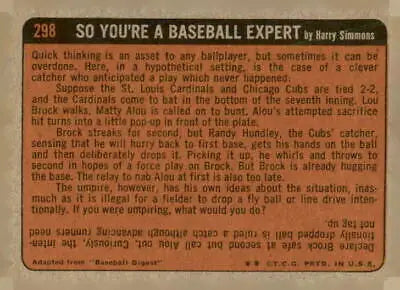 298 SO YOU'RE A BASEBALL EXPERT by Harry Simmons
Quick thinking is an asset to any ballplayer, but sometimes it can be
overdone. Here, in a hypothetical setting, is the case of a clever
catcher who anticipated a play which never happened:
Suppose the St. Louis Cardinals and Chicago Cubs are tied 2-2,
and the Cardinals come to bat in the bottom of the seventh inning. Lou
Brock walks. Matty Alou is called on to bunt. Alou's attempted sacrifice
hit turns into a little pop-up in front of the plate.
Brock streaks for second, but Randy Hundley, the Cubs' catcher,
sensing that he will hurry back to first base, gets his hands on the ball
and then deliberately drops it. Picking it up, he whirls and throws to
second in hopes of a force play on Brock. But Brock is already hugging
the base. The relay to nab Alou at first is also too late.
The umpire, however, has his own ideas about the situation, inas-
much as it is illegal for a fielder to drop a fly ball or line drive intention-
ally. If you were umpiring, what would you do?
Declare Brock safe at second but call Alou out. Curiously, the inten-
tionally dropped ball is ruled a catch although advancing runners need
not tag up.
Adapted from "Baseball Digest"
©T.C.G. PRTD. IN U.S.A.